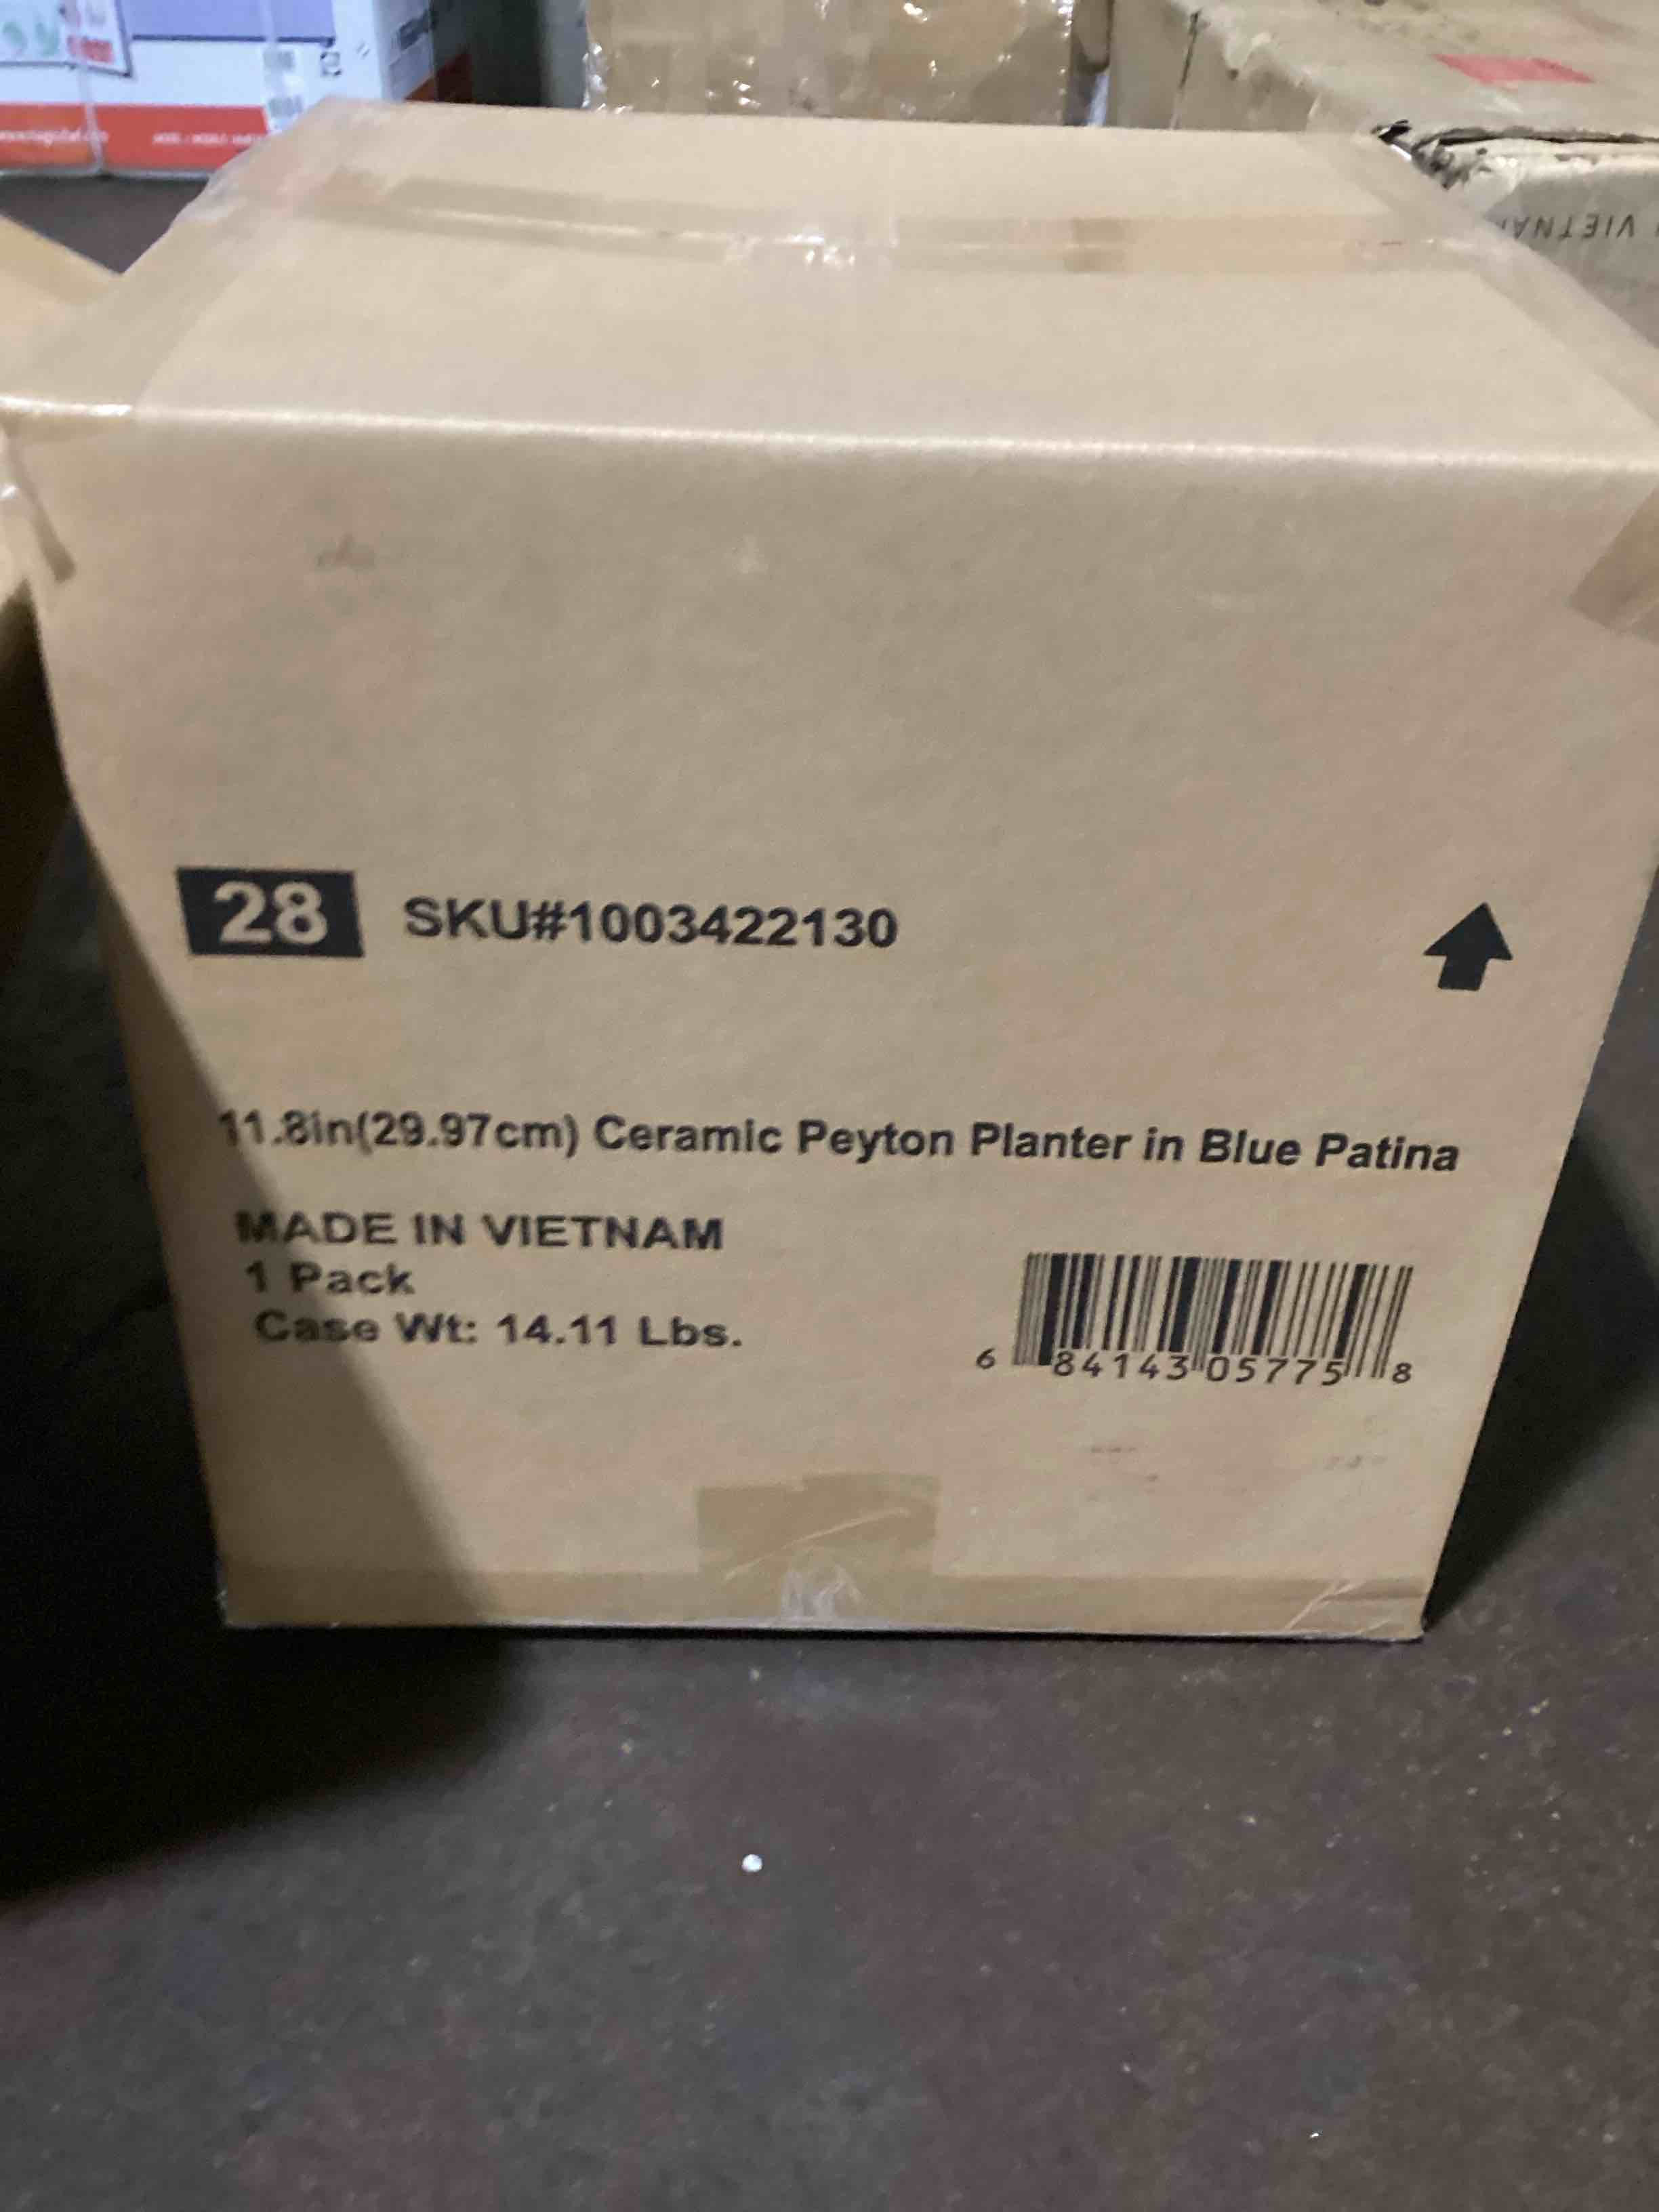 VIETNAM
28 SKU#1003422130
11.8in(29.97cm) Ceramic Peyton Planter in Blue Patina
MADE IN VIETNAM
1 Pack
Case Wt: 14.11 Lbs.
6 84143 05775 8